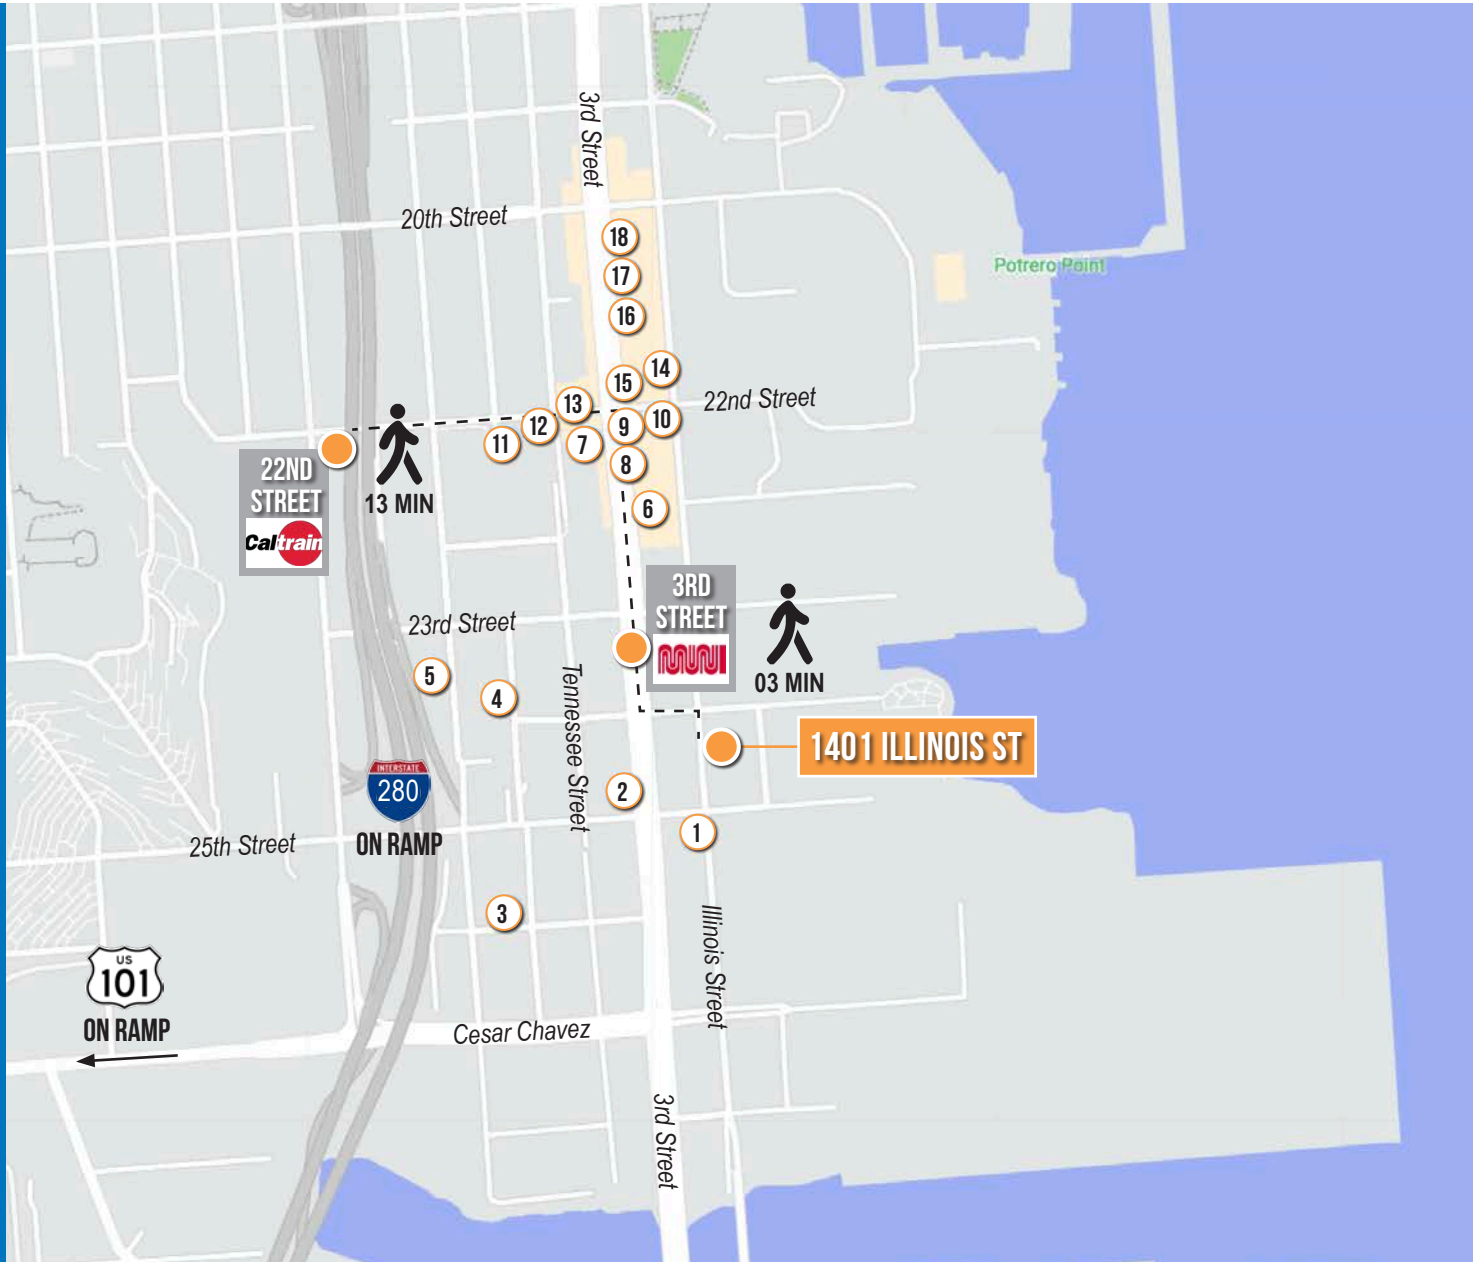 3rd Street
20th Street
18
17
Potrero Point
16
14
15
22nd Street
13
10
12
9
11
7
8
22ND
STREET
Caltrain
13 MIN
6
3RD
STREET
MUNI
03 MIN
23rd Street
5
4
Tennessee Street
1401 ILLINOIS ST
INTERSTATE
280
ON RAMP
2
1
25th Street
3
Illinois Street
US
101
ON RAMP
Cesar Chavez
3rd Street